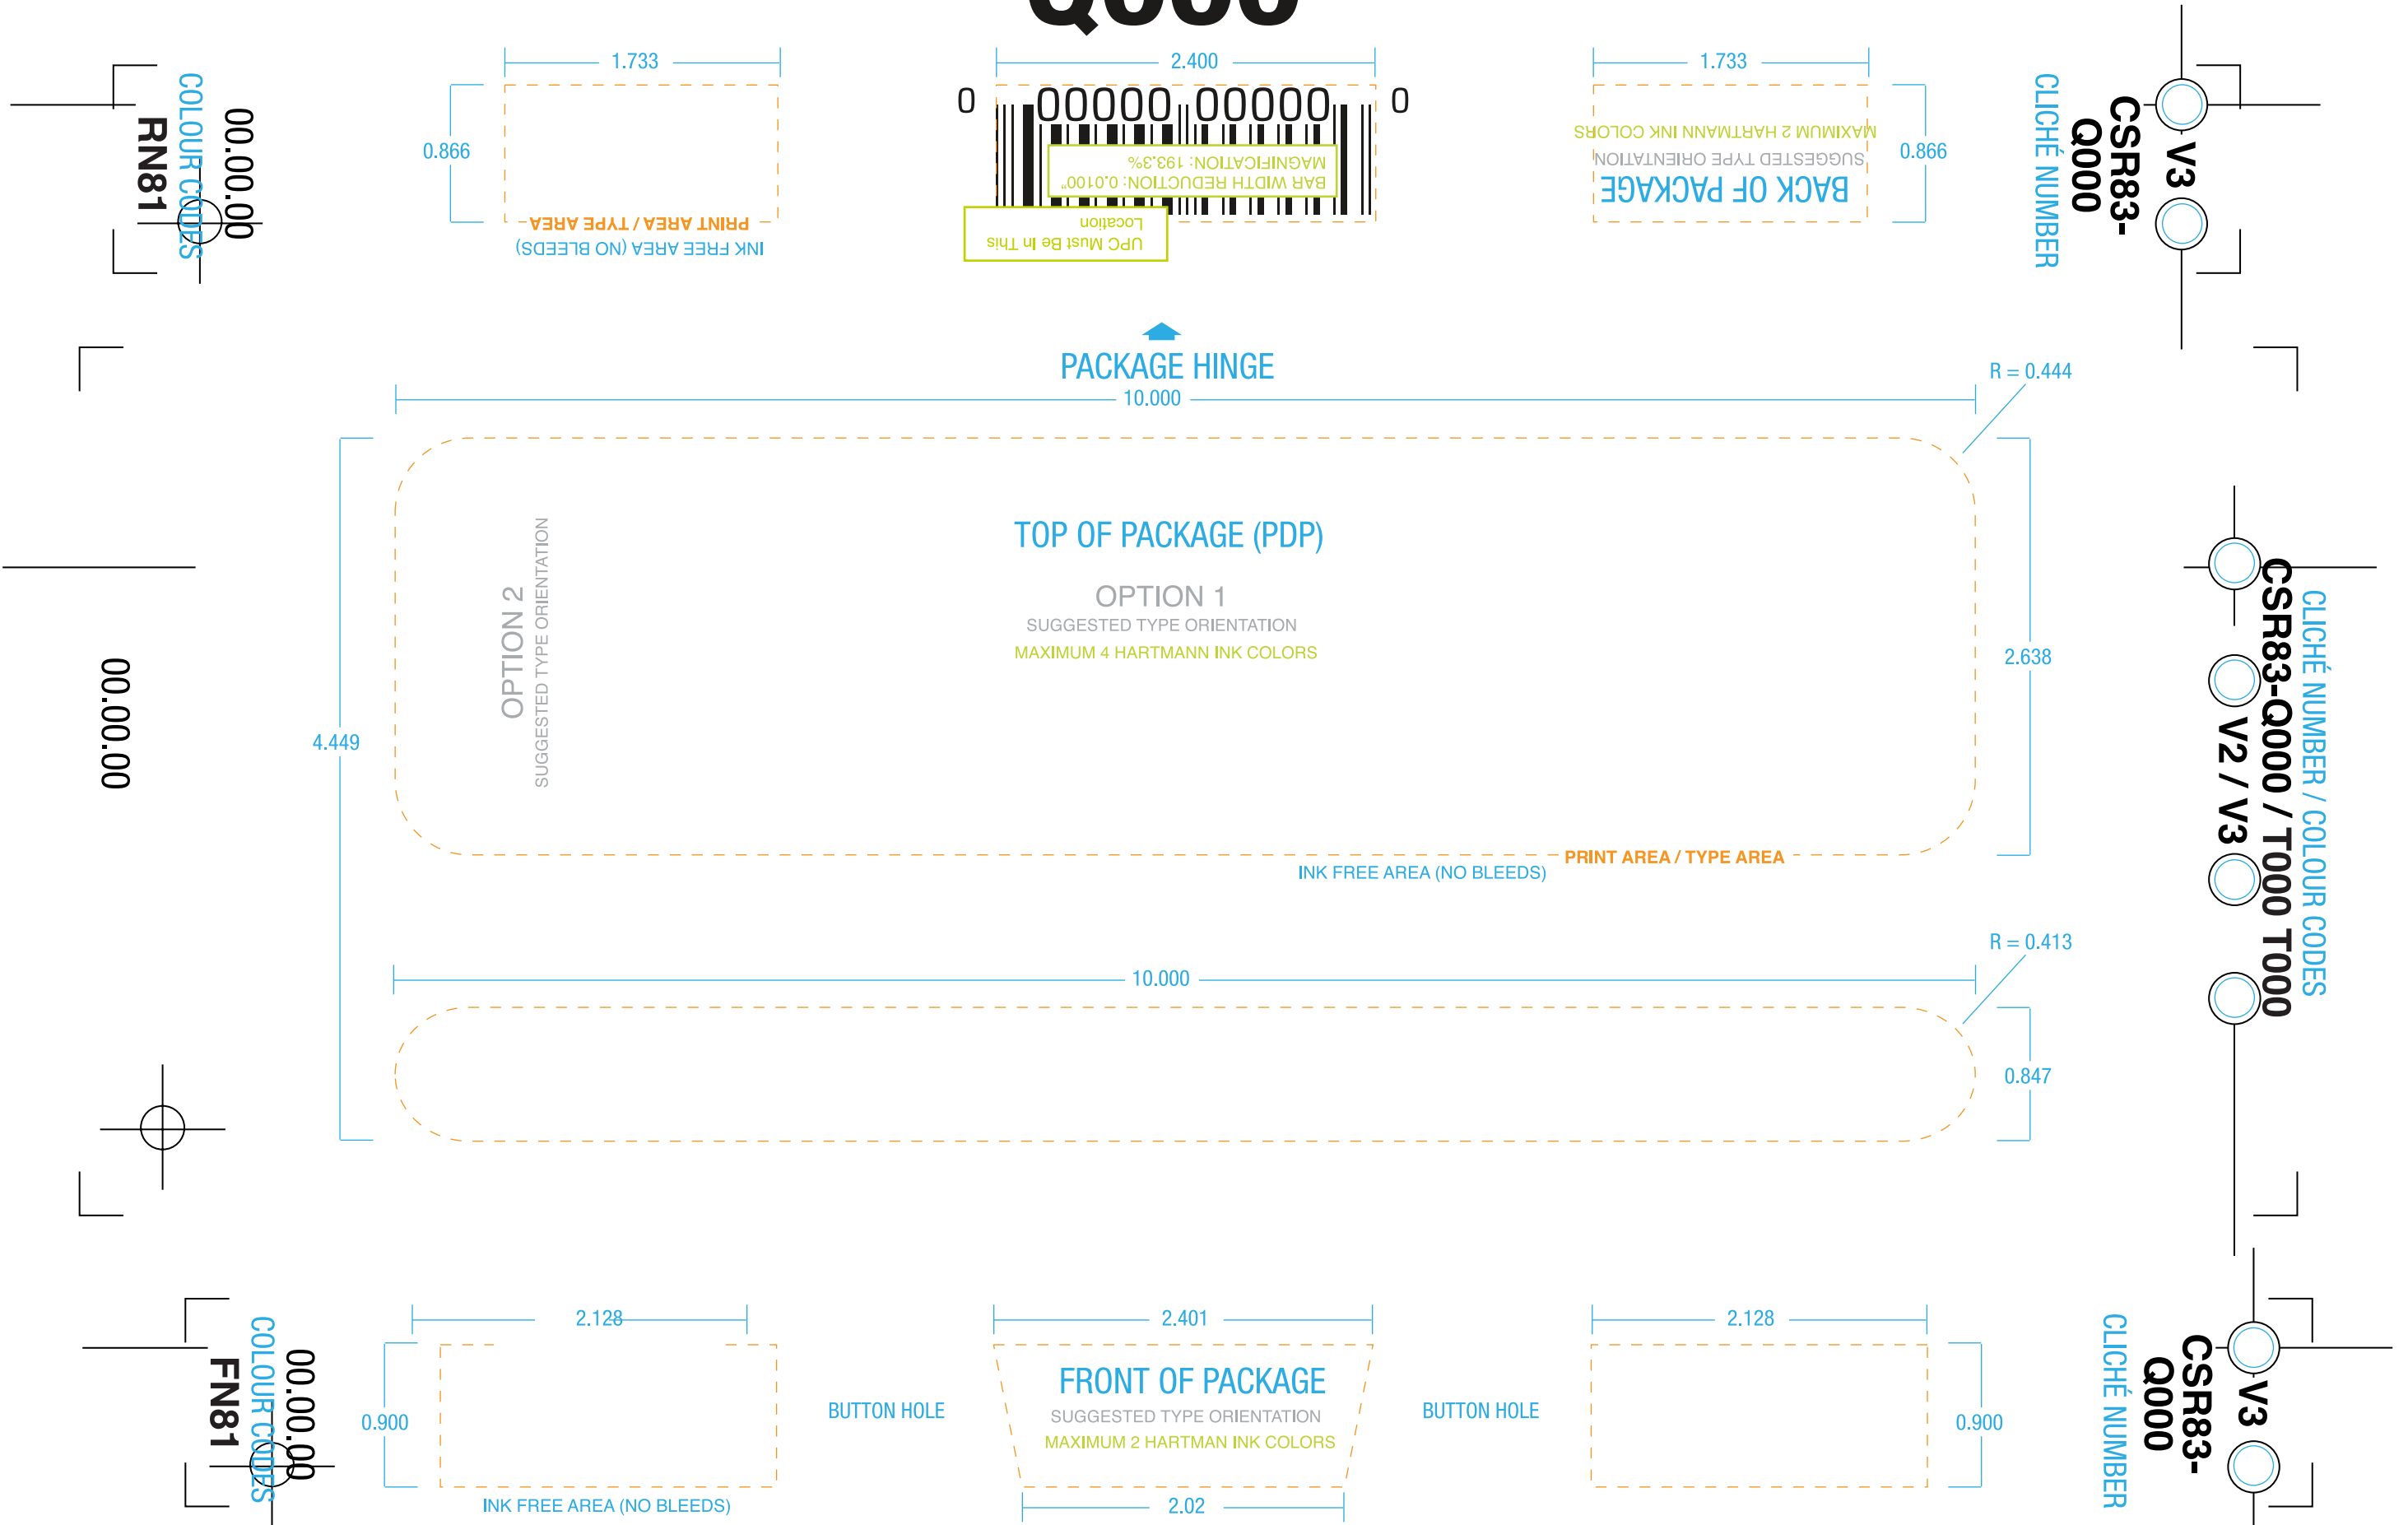 Q000
1.733
2.400
1.733
0.866
0.866
0 00000 00000 0
MAGNIFICATION: 193.3%
BAR WIDTH REDUCTION: 0.0100"
UPC Must Be In This
Location
PRINT AREA / TYPE AREA
INK FREE AREA (NO BLEEDS)
BACK OF PACKAGE
SUGGESTED TYPE ORIENTATION
MAXIMUM 2 HARTMANN INK COLORS
00.00.00
COLOUR CODES
RN81
V3
CSR83-
Q000
CLICHÉ NUMBER
PACKAGE HINGE
10.000
R = 0.444
TOP OF PACKAGE (PDP)
OPTION 1
SUGGESTED TYPE ORIENTATION
MAXIMUM 4 HARTMANN INK COLORS
OPTION 2
SUGGESTED TYPE ORIENTATION
4.449
2.638
00.00.00
PRINT AREA / TYPE AREA
INK FREE AREA (NO BLEEDS)
CLICHÉ NUMBER / COLOUR CODES
CSR83-Q000 / T000 T000
V2 / V3
R = 0.413
10.000
0.847
2.128
2.401
2.128
0.900
BUTTON HOLE
FRONT OF PACKAGE
SUGGESTED TYPE ORIENTATION
MAXIMUM 2 HARTMAN INK COLORS
BUTTON HOLE
0.900
INK FREE AREA (NO BLEEDS)
2.02
00.00.00
COLOUR CODES
FN81
V3
CSR83-
Q000
CLICHÉ NUMBER